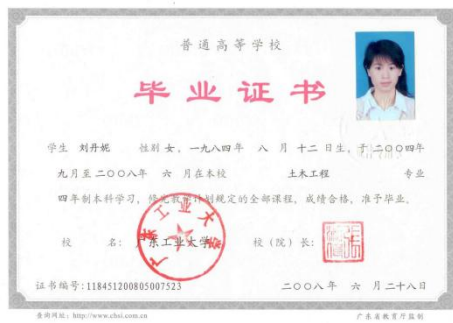 普通高等学校
毕业证书
学生 刘丹妮 性别 女,一九八四年 八 月 十二 日生,于二〇〇四年
九月至二〇〇八年 六 月在本校 土木工程 专业
四年制本科学习,修完教学计划规定的全部课程,成绩合格,准予毕业。
校 名: 广东工业大学 校(院)长:
广东工业大学
证书编号:118451200805007523 二〇〇八年 六 月 二十八日
查询网址:http://www.chsi.com.cn 广东省教育厅监制